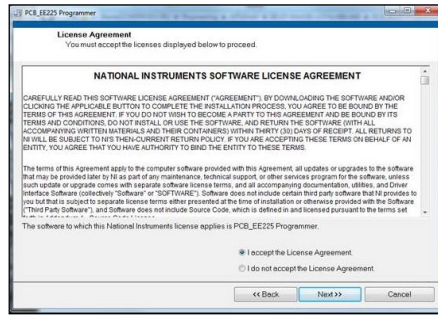 PCB_EE225 Programmer
License Agreement
You must accept the licenses displayed below to proceed.
NATIONAL INSTRUMENTS SOFTWARE LICENSE AGREEMENT
CAREFULLY READ THIS SOFTWARE LICENSE AGREEMENT ("AGREEMENT"). BY DOWNLOADING THE SOFTWARE AND/OR
CLICKING THE APPLICABLE BUTTON TO COMPLETE THE INSTALLATION PROCESS, YOU AGREE TO BE BOUND BY THE
TERMS OF THIS AGREEMENT. IF YOU DO NOT WISH TO BECOME A PARTY TO THIS AGREEMENT AND BE BOUND BY ITS
TERMS AND CONDITIONS, DO NOT INSTALL OR USE THE SOFTWARE, AND RETURN THE SOFTWARE (WITH ALL
ACCOMPANYING WRITTEN MATERIALS AND THEIR CONTAINERS) WITHIN THIRTY (30) DAYS OF RECEIPT. ALL RETURNS TO
NI WILL BE SUBJECT TO NI'S THEN-CURRENT RETURN POLICY. IF YOU ARE ACCEPTING THESE TERMS ON BEHALF OF AN
ENTITY, YOU AGREE THAT YOU HAVE AUTHORITY TO BIND THE ENTITY TO THESE TERMS.
The terms of this Agreement apply to the computer software provided with this Agreement, all updates or upgrades to the software
that may be provided later by NI as part of any maintenance, technical support, or other services program for the software, unless
such update or upgrade comes with separate software license terms, and all accompanying documentation, utilities, and Driver
Interface Software (collectively "Software" or "SOFTWARE"). Software does not include certain third party software that NI provides to
you but that is subject to separate license terms either presented at the time of installation or otherwise provided with the Software
("Third Party Software"), and Software does not include Source Code, which is defined in and licensed pursuant to the terms set
The software to which this National Instruments license applies is PCB_EE225 Programmer.
I accept the License Agreement.
I do not accept the License Agreement.
<< Back
Next >>
Cancel